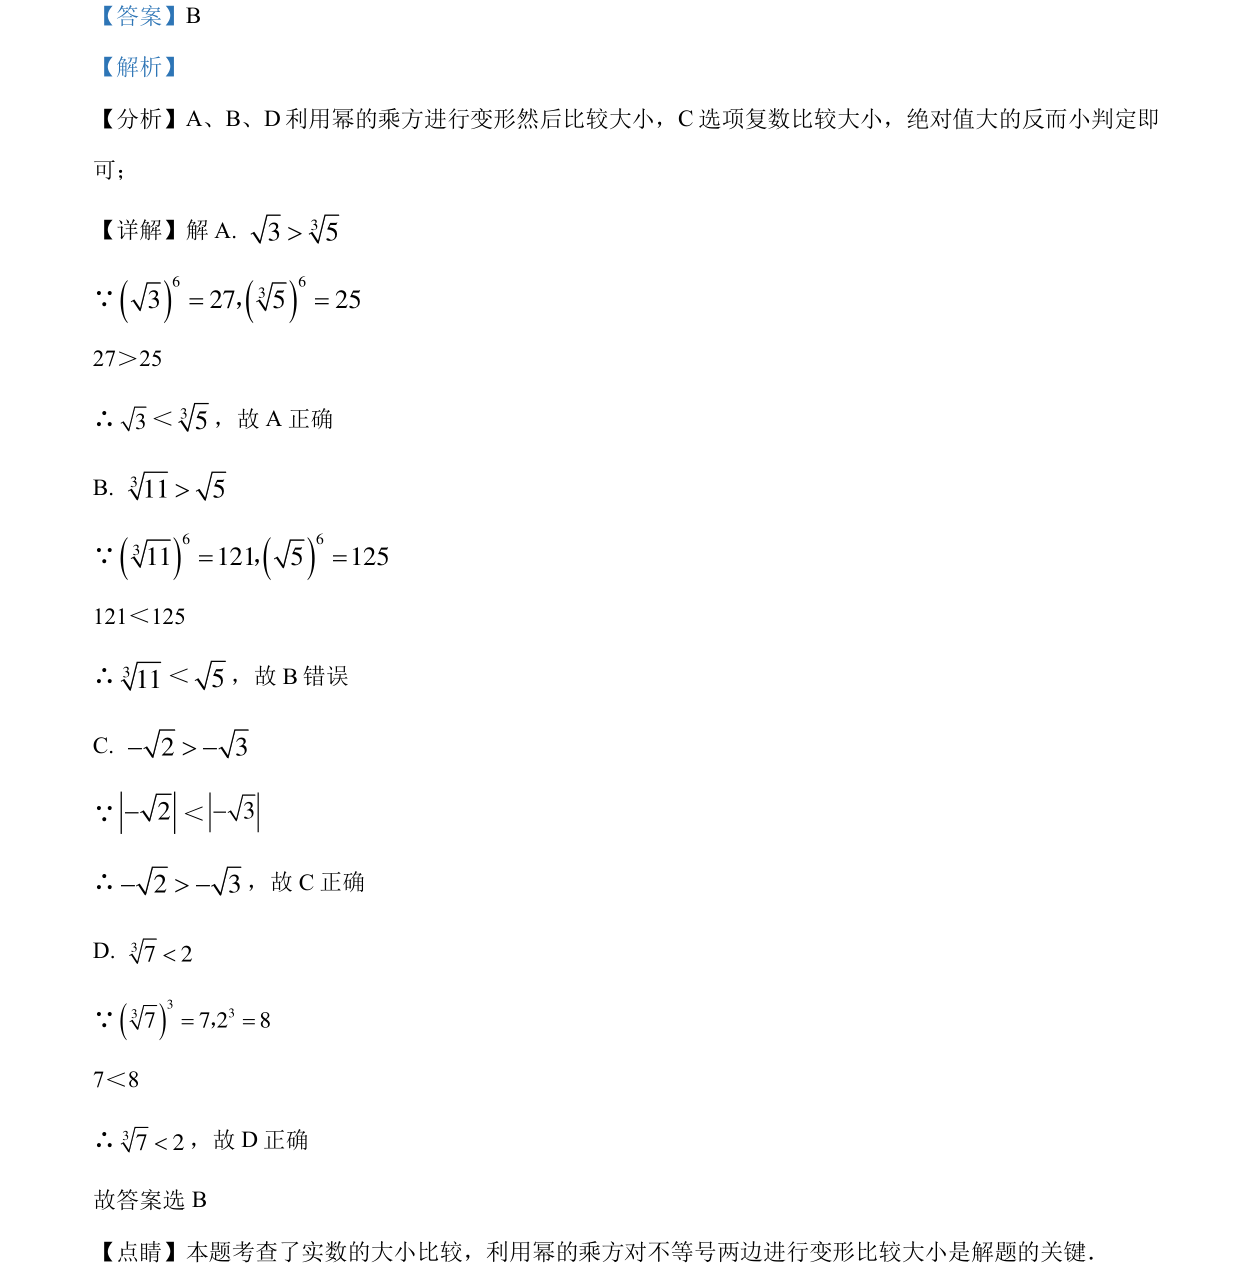 【答案】B
【解析】
【分析】A、B、D利用幂的乘方进行变形然后比较大小，C选项复数比较大小，绝对值大的反而小判定即
可；
【详解】解 A. √3 > ∛5
∵(√3)⁶ = 27,(∛5)⁶ = 25
27＞25
∴√3＜∛5，故 A 正确
B. ∛11 > √5
∵(∛11)⁶ = 121,(√5)⁶ = 125
121＜125
∴∛11＜√5，故 B 错误
C. −√2 > −√3
∵|−√2|＜|−√3|
∴−√2 > −√3，故 C 正确
D. ∛7 < 2
∵(∛7)³ = 7,2³ = 8
7＜8
∴∛7 < 2，故 D 正确
故答案选 B
【点睛】本题考查了实数的大小比较，利用幂的乘方对不等号两边进行变形比较大小是解题的关键．